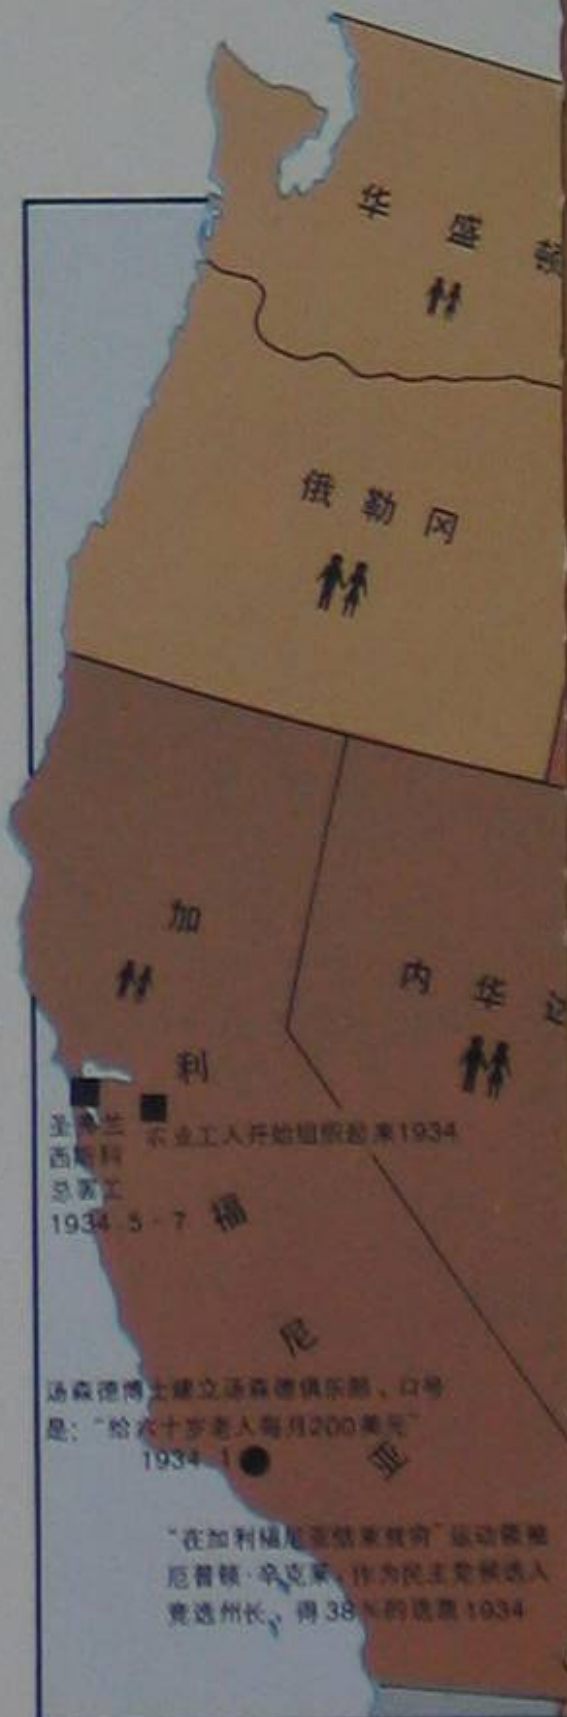 华盛顿
俄勒冈
内华达
加利福尼亚
圣弗兰
西斯科
总罢工
1934.5-7
农业工人开始组织起来1934
汤森德博士建立汤森德俱乐部、口号
是:“给六十岁老人每月200美元”
1934.1
“在加利福尼亚结束贫穷”运动领袖
厄普顿·辛克莱,作为民主党候选人
竞选州长,得38%的选票1934